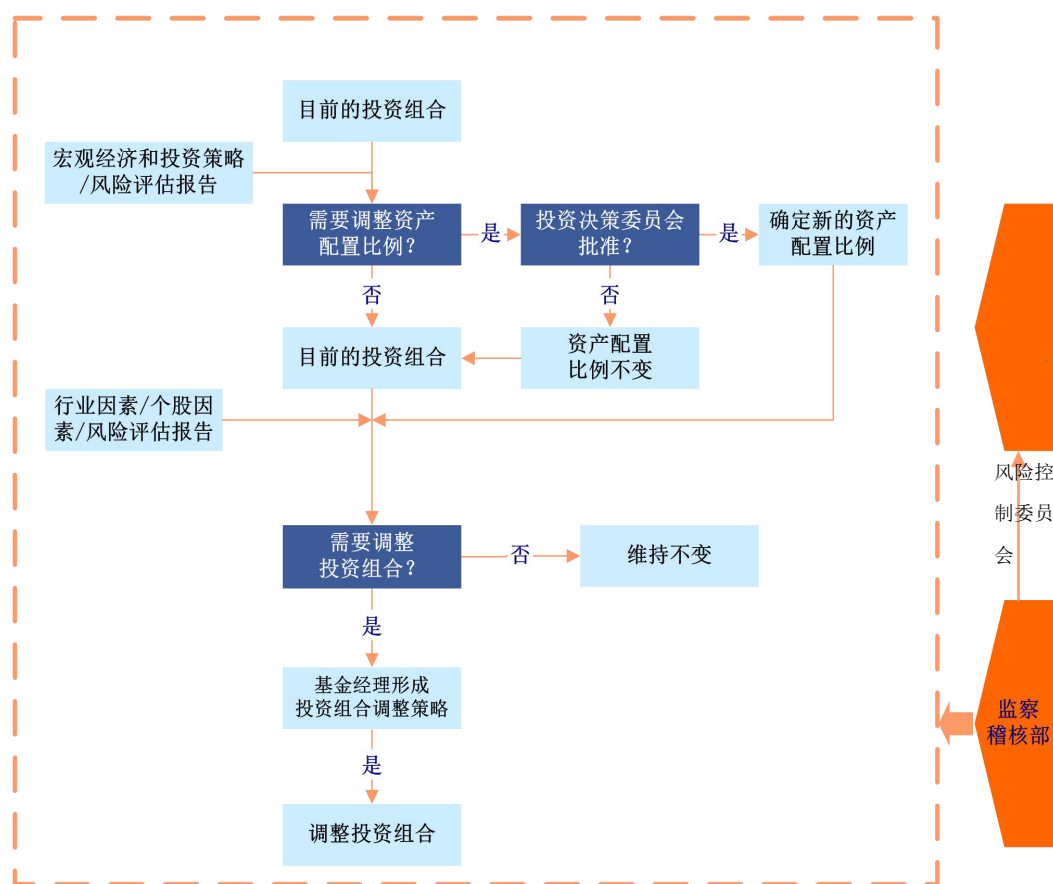 目前的投资组合
宏观经济和投资策略
/风险评估报告
需要调整资产
配置比例？
是
投资决策委员会
批准？
是
确定新的资产
配置比例
否
否
目前的投资组合
资产配置
比例不变
行业因素/个股因
素/风险评估报告
风险控
制委员
会
需要调整
投资组合？
否
维持不变
是
基金经理形成
投资组合调整策略
监察
稽核部
是
调整投资组合